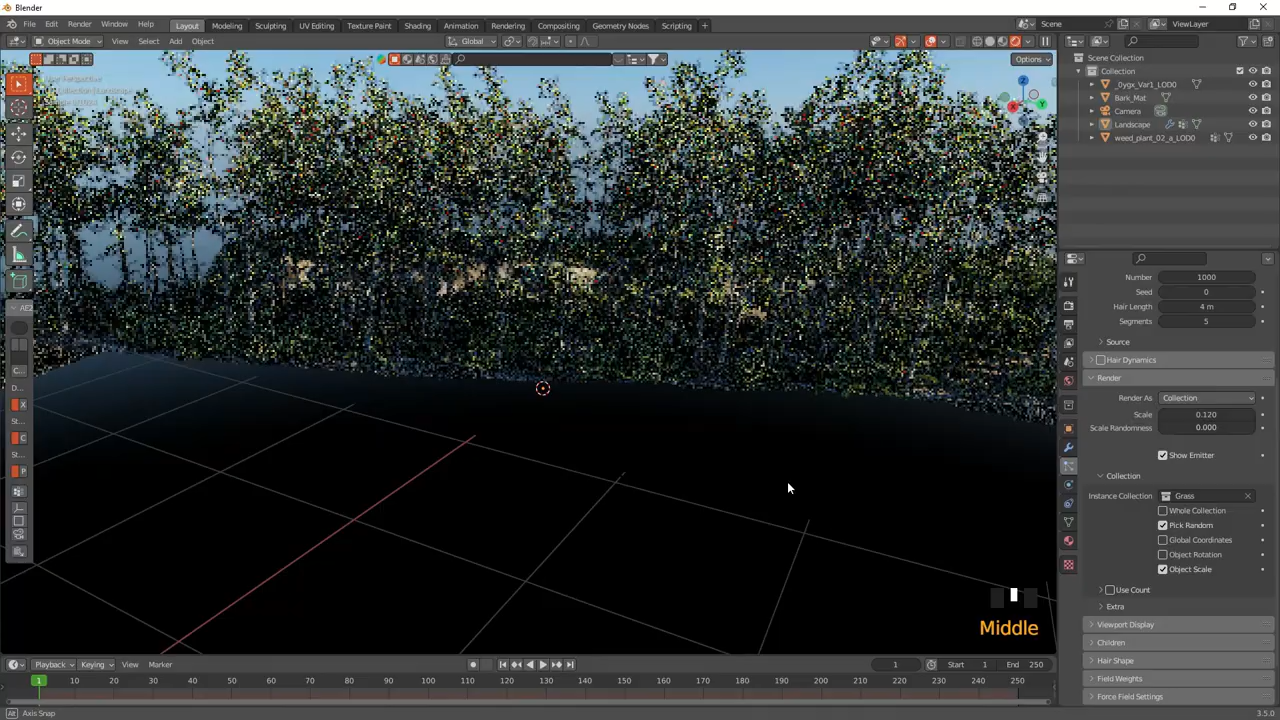 Blender
File Edit Render Window Help Layout Modeling Sculpting UV Editing Texture Paint Shading Animation Rendering Compositing Geometry Nodes Scripting + Scene ViewLayer
Object Mode View Select Add Object Global
Options
Scene Collection
Collection
_0ygx_Var1_LOD0
Bark_Mat
Camera
Landscape
weed_plant_02_a_LOD0
X
Y
Z
AE2
C...
D...
X
St...
C
St...
P
Number 1000
Seed 0
Hair Length 4 m
Segments 5
Source
Hair Dynamics
Render
Render As Collection
Scale 0.120
Scale Randomness 0.000
Show Emitter
Collection
Instance Collection Grass
Whole Collection
Pick Random
Global Coordinates
Object Rotation
Object Scale
Use Count
Extra
Viewport Display
Children
Hair Shape
Field Weights
Force Field Settings
Middle
Playback Keying View Marker 1 Start 1 End 250
1 10 20 30 40 50 60 70 80 90 100 110 120 130 140 150 160 170 180 190 200 210 220 230 240 250
Alt Axis Snap 3.5.0